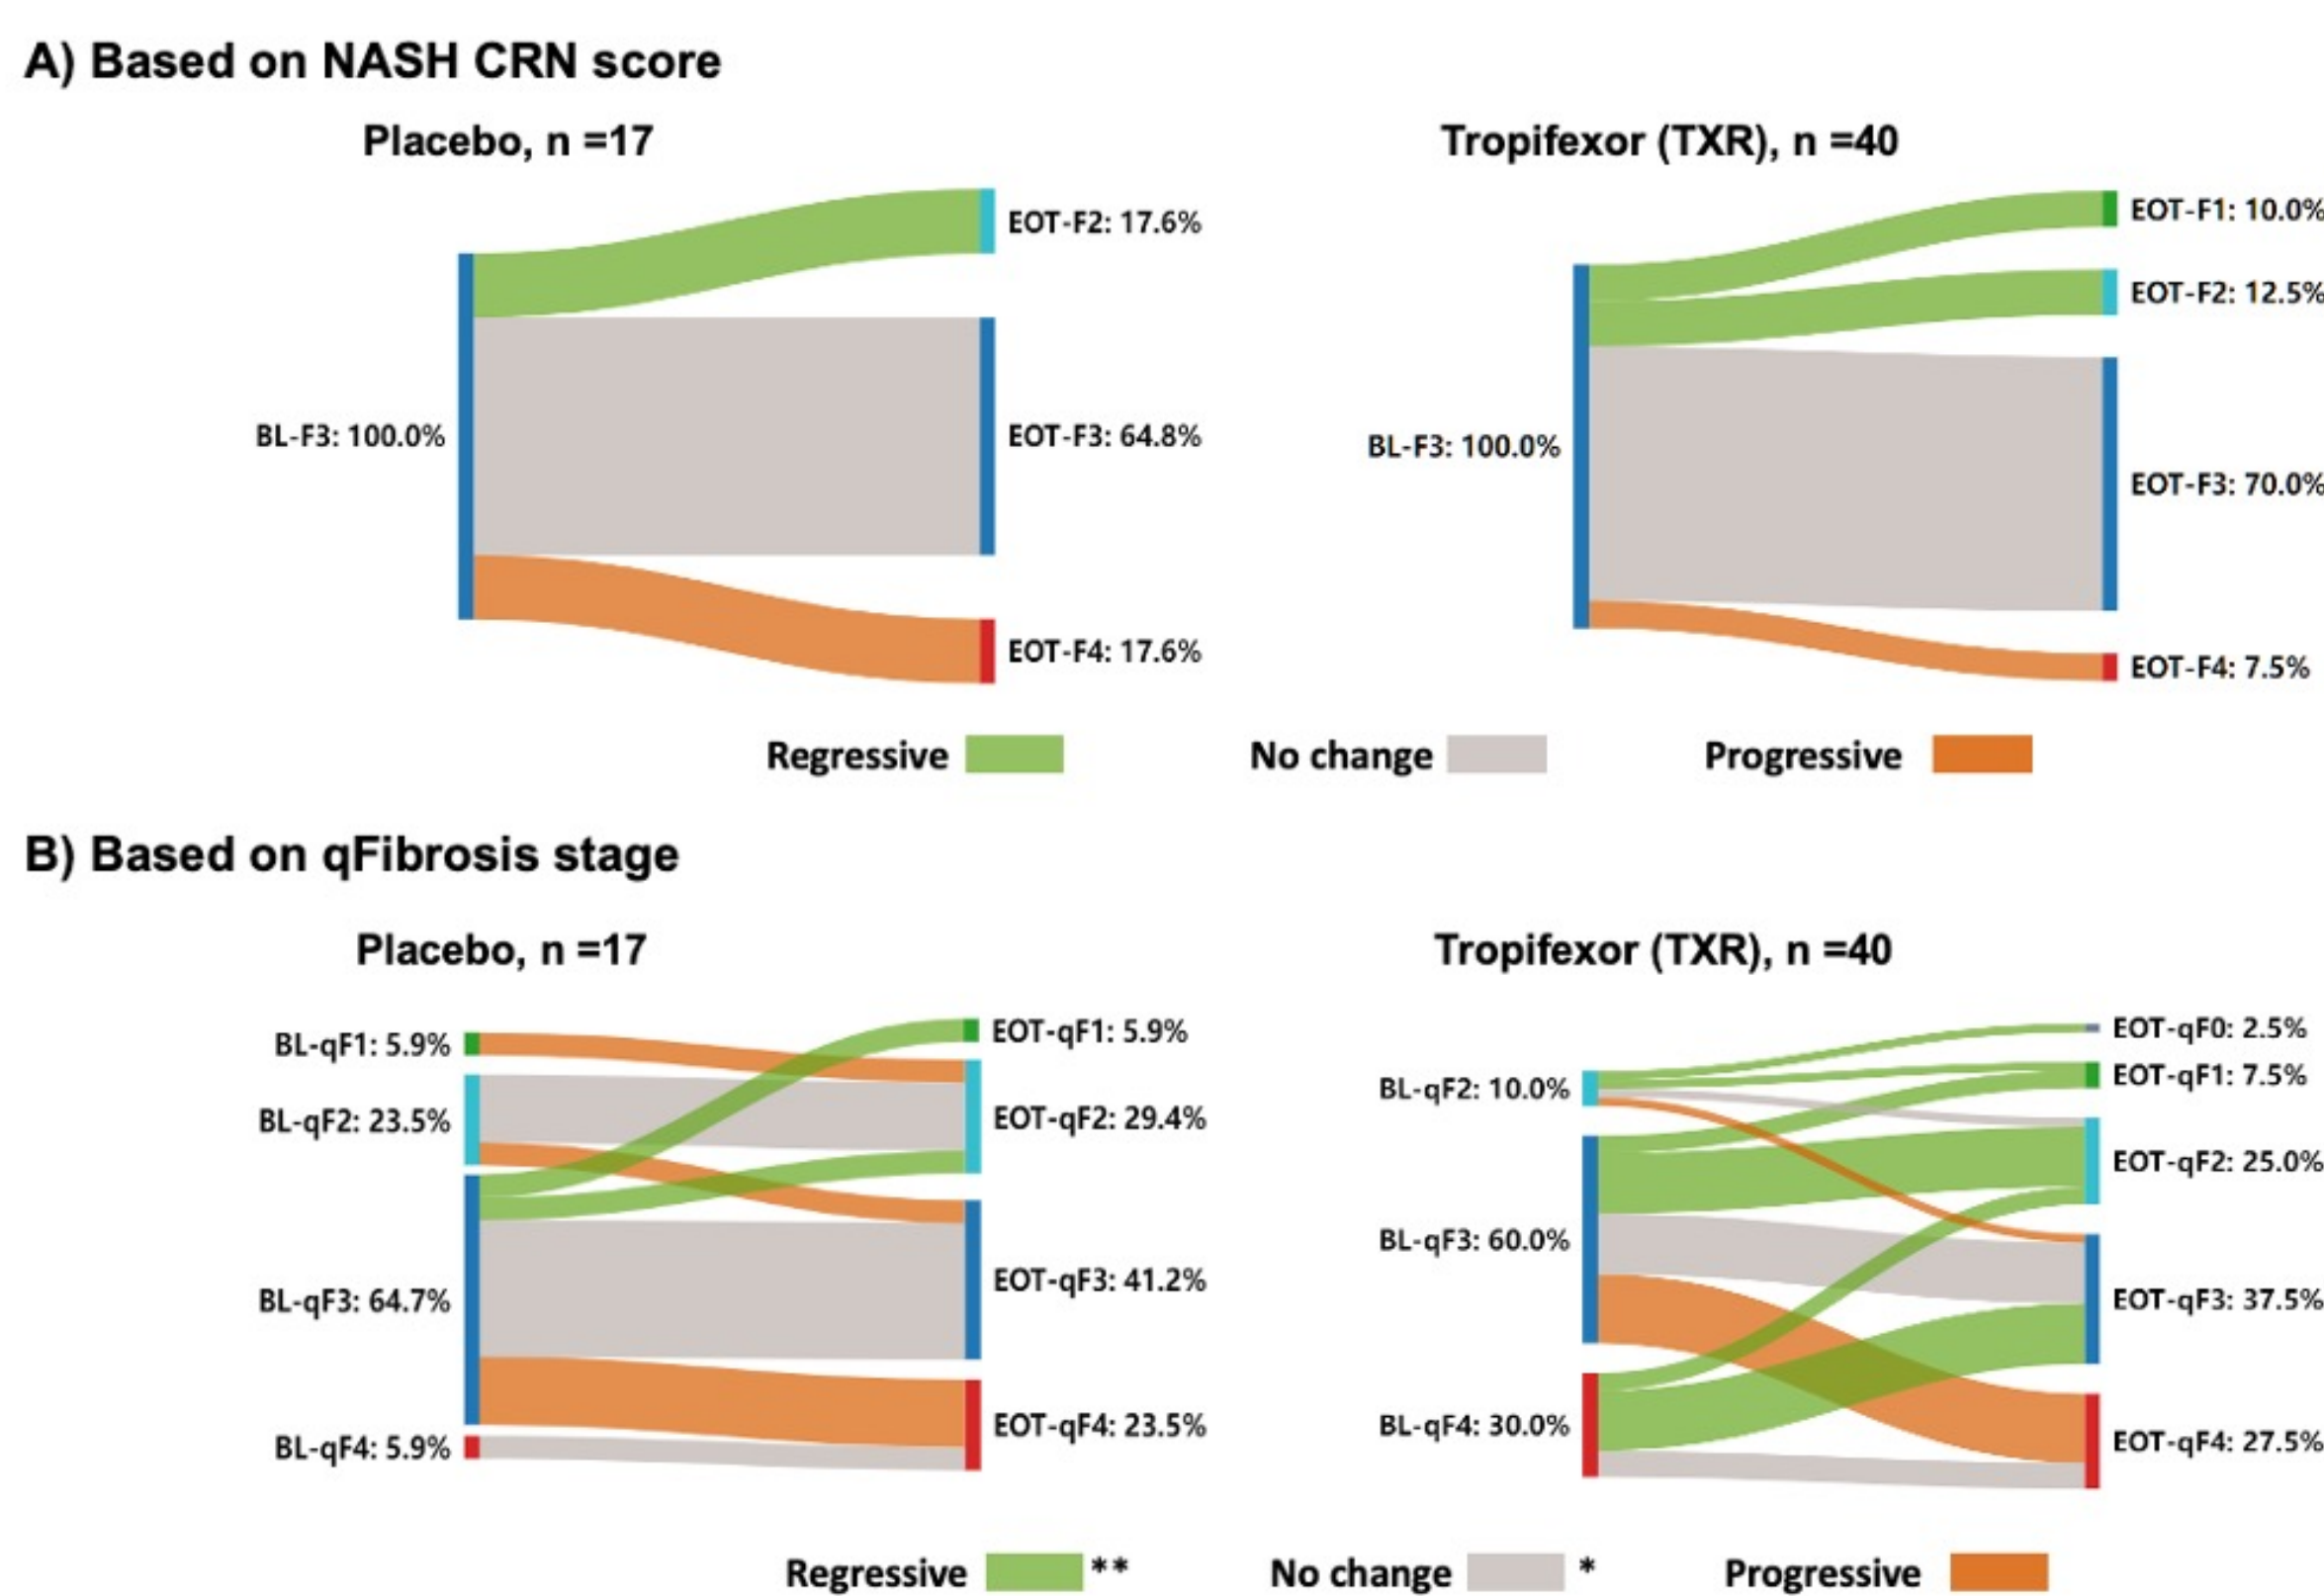 A) Based on NASH CRN score
Placebo, n =17
EOT-F2: 17.6%
BL-F3: 100.0%
EOT-F3: 64.8%
EOT-F4: 17.6%
Tropifexor (TXR), n =40
EOT-F1: 10.0%
EOT-F2: 12.5%
BL-F3: 100.0%
EOT-F3: 70.0%
EOT-F4: 7.5%
Regressive
No change
Progressive
B) Based on qFibrosis stage
Placebo, n =17
BL-qF1: 5.9%
BL-qF2: 23.5%
BL-qF3: 64.7%
BL-qF4: 5.9%
EOT-qF1: 5.9%
EOT-qF2: 29.4%
EOT-qF3: 41.2%
EOT-qF4: 23.5%
Tropifexor (TXR), n =40
BL-qF2: 10.0%
BL-qF3: 60.0%
BL-qF4: 30.0%
EOT-qF0: 2.5%
EOT-qF1: 7.5%
EOT-qF2: 25.0%
EOT-qF3: 37.5%
EOT-qF4: 27.5%
Regressive **
No change *
Progressive